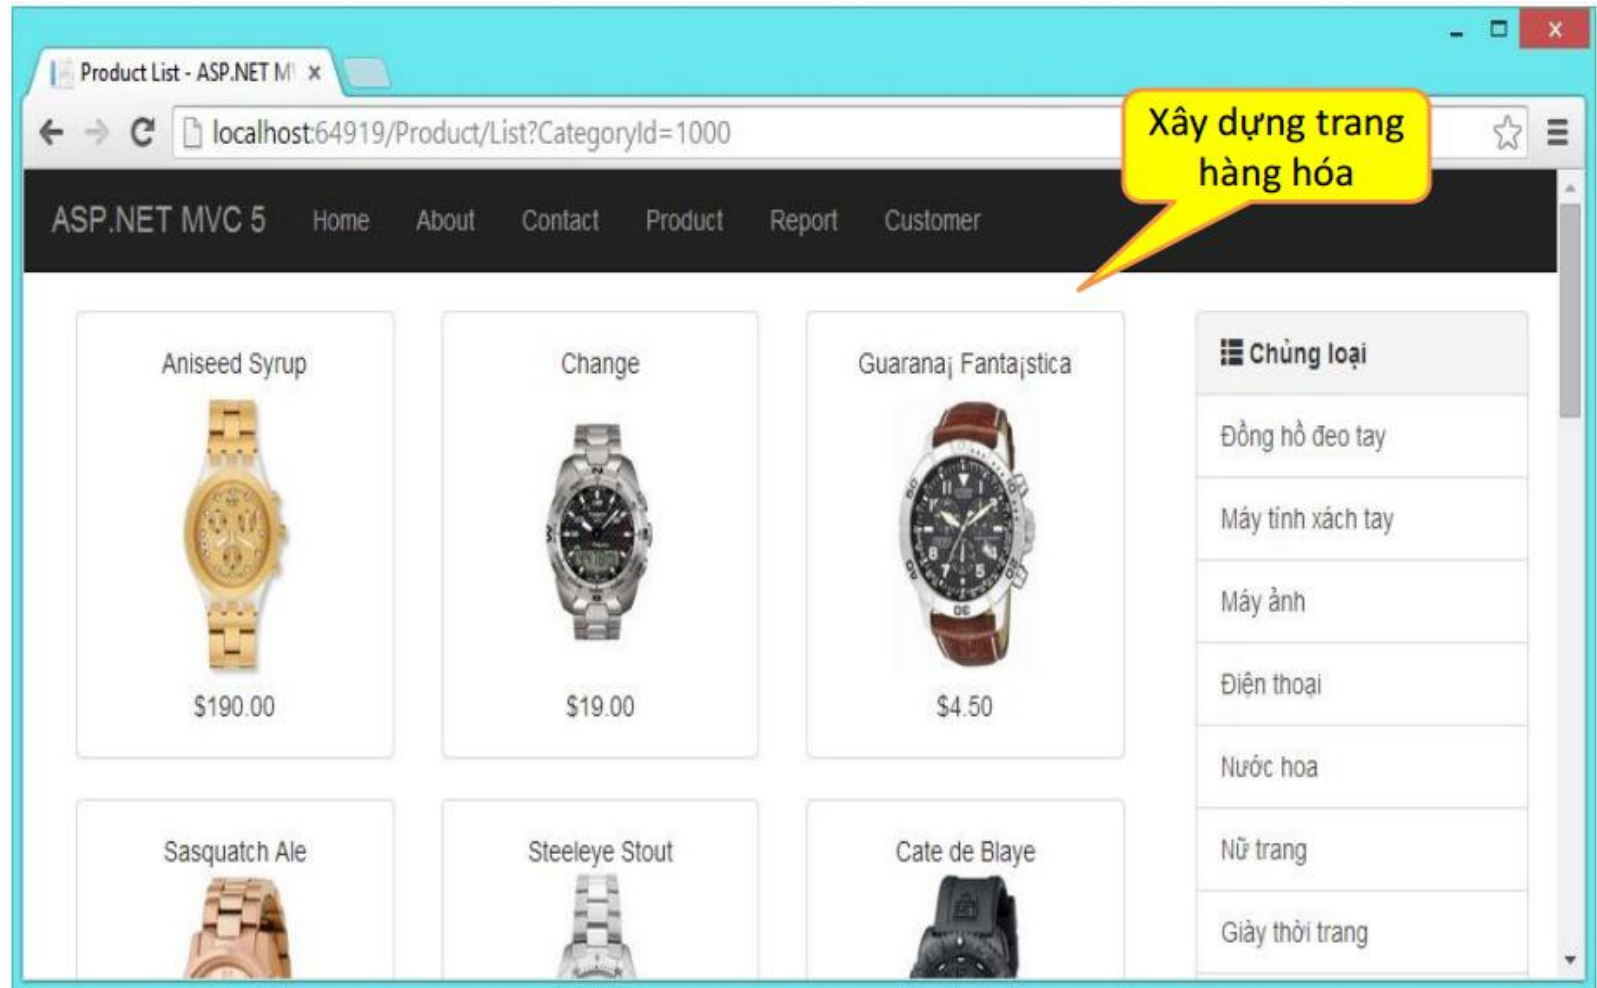 Product List - ASP.NET M
localhost:64919/Product/List?CategoryId=1000
Xây dựng trang
hàng hóa
ASP.NET MVC 5 Home About Contact Product Report Customer
Aniseed Syrup
Change
Guarana¡ Fanta¡stica
$190.00
$19.00
$4.50
Sasquatch Ale
Steeleye Stout
Cate de Blaye
Chủng loại
Đồng hồ đeo tay
Máy tính xách tay
Máy ảnh
Điện thoại
Nước hoa
Nữ trang
Giày thời trang